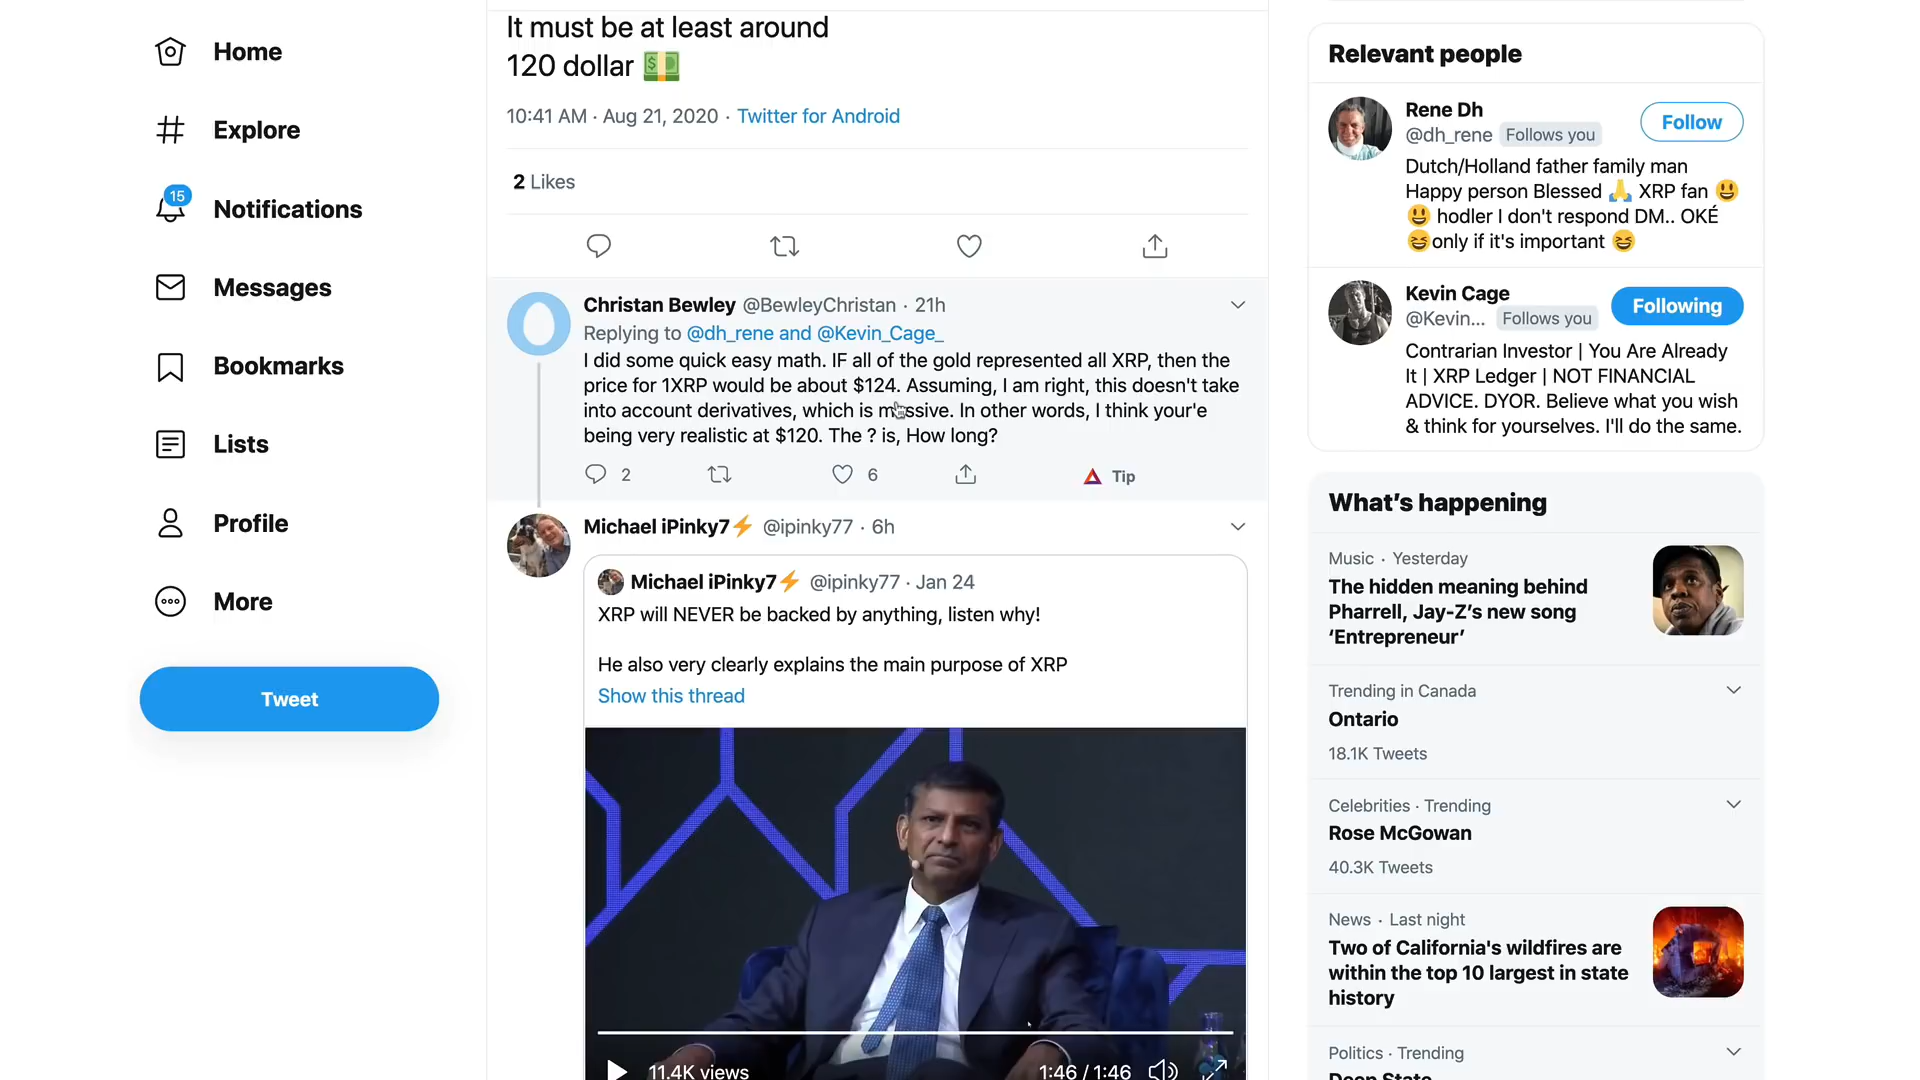 Home
Explore
15
Notifications
Messages
Bookmarks
Lists
Profile
More
Tweet
It must be at least around
120 dollar 💵
10:41 AM · Aug 21, 2020 · Twitter for Android
2 Likes
Christan Bewley @BewleyChristan · 21h
Replying to @dh_rene and @Kevin_Cage_
I did some quick easy math. IF all of the gold represented all XRP, then the
price for 1XRP would be about $124. Assuming, I am right, this doesn't take
into account derivatives, which is massive. In other words, I think your'e
being very realistic at $120. The ? is, How long?
2
6
Tip
Michael iPinky7⚡ @ipinky77 · 6h
Michael iPinky7⚡ @ipinky77 · Jan 24
XRP will NEVER be backed by anything, listen why!
He also very clearly explains the main purpose of XRP
Show this thread
11.4K views
1:46 / 1:46
Relevant people
Rene Dh
@dh_rene Follows you
Follow
Dutch/Holland father family man
Happy person Blessed 🙏 XRP fan 😃
😃 hodler I don't respond DM.. OKÉ
😆only if it's important 😆
Kevin Cage
@Kevin... Follows you
Following
Contrarian Investor | You Are Already
It | XRP Ledger | NOT FINANCIAL
ADVICE. DYOR. Believe what you wish
& think for yourselves. I'll do the same.
What's happening
Music · Yesterday
The hidden meaning behind
Pharrell, Jay-Z's new song
'Entrepreneur'
Trending in Canada
Ontario
18.1K Tweets
Celebrities · Trending
Rose McGowan
40.3K Tweets
News · Last night
Two of California's wildfires are
within the top 10 largest in state
history
Politics · Trending
Deep State